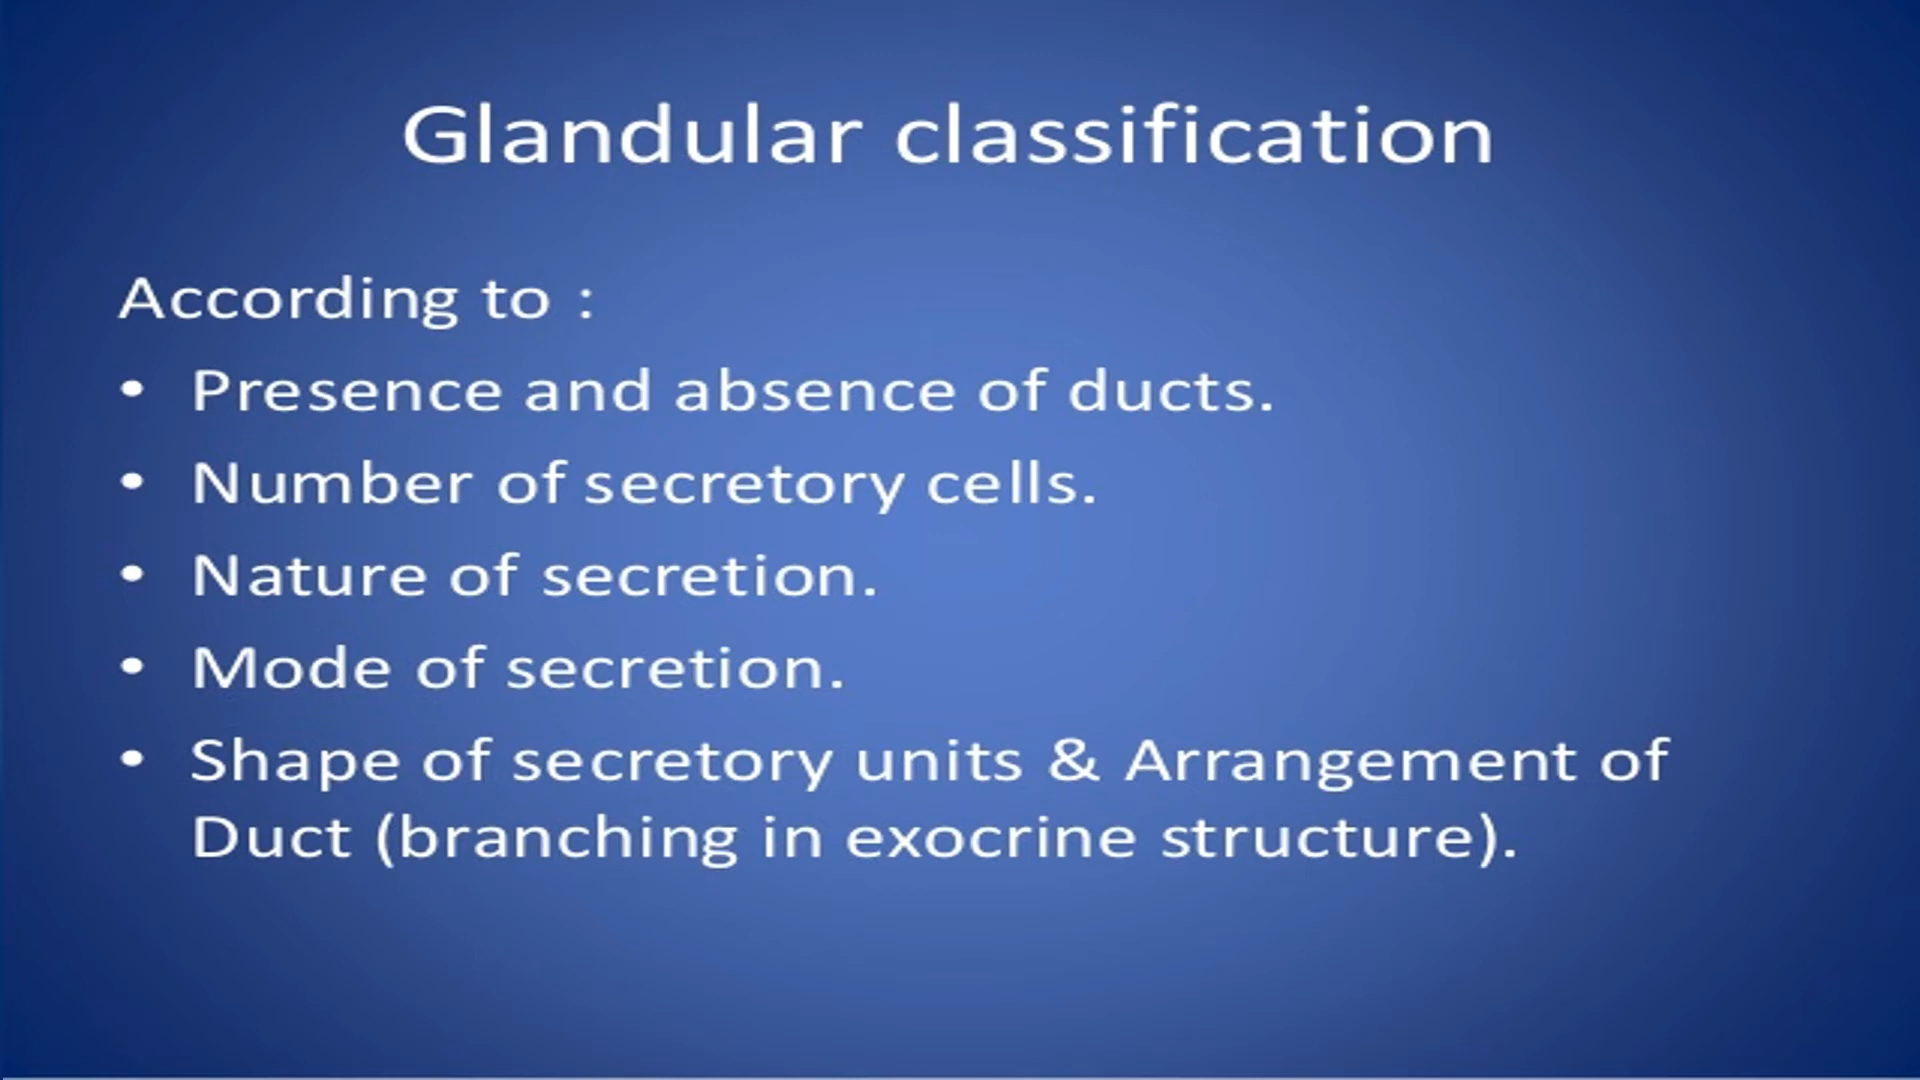 Glandular classification
According to :
• Presence and absence of ducts.
• Number of secretory cells.
• Nature of secretion.
• Mode of secretion.
• Shape of secretory units & Arrangement of
Duct (branching in exocrine structure).